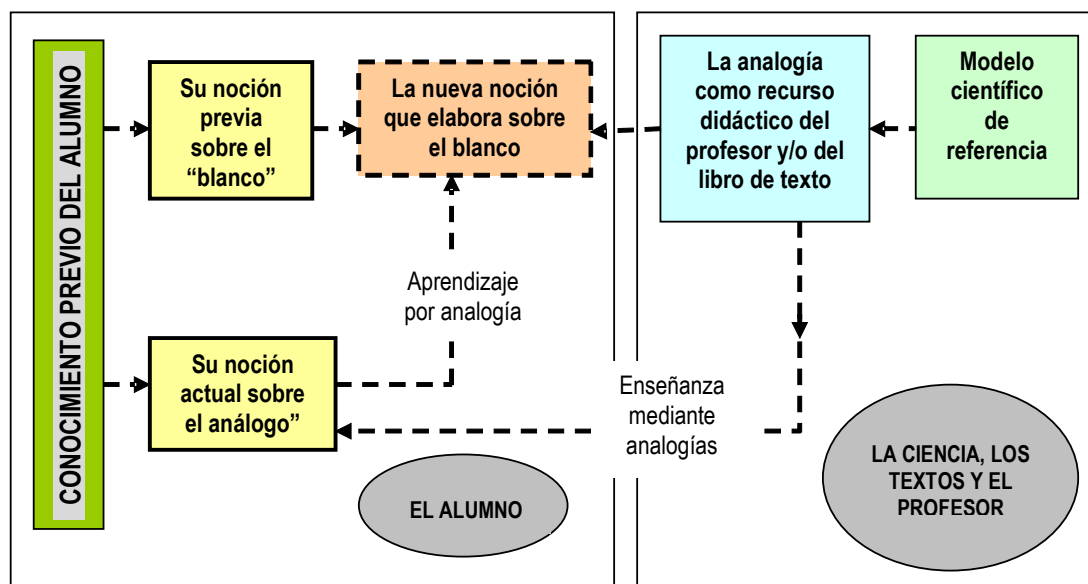 CONOCIMIENTO PREVIO DEL ALUMNO
Su noción
previa
sobre el
“blanco”
La nueva noción
que elabora sobre
el blanco
La analogía
como recurso
didáctico del
profesor y/o del
libro de texto
Modelo
científico
de
referencia
Aprendizaje
por analogía
Su noción
actual sobre
el análogo”
Enseñanza
mediante
analogías
EL ALUMNO
LA CIENCIA, LOS
TEXTOS Y EL
PROFESOR